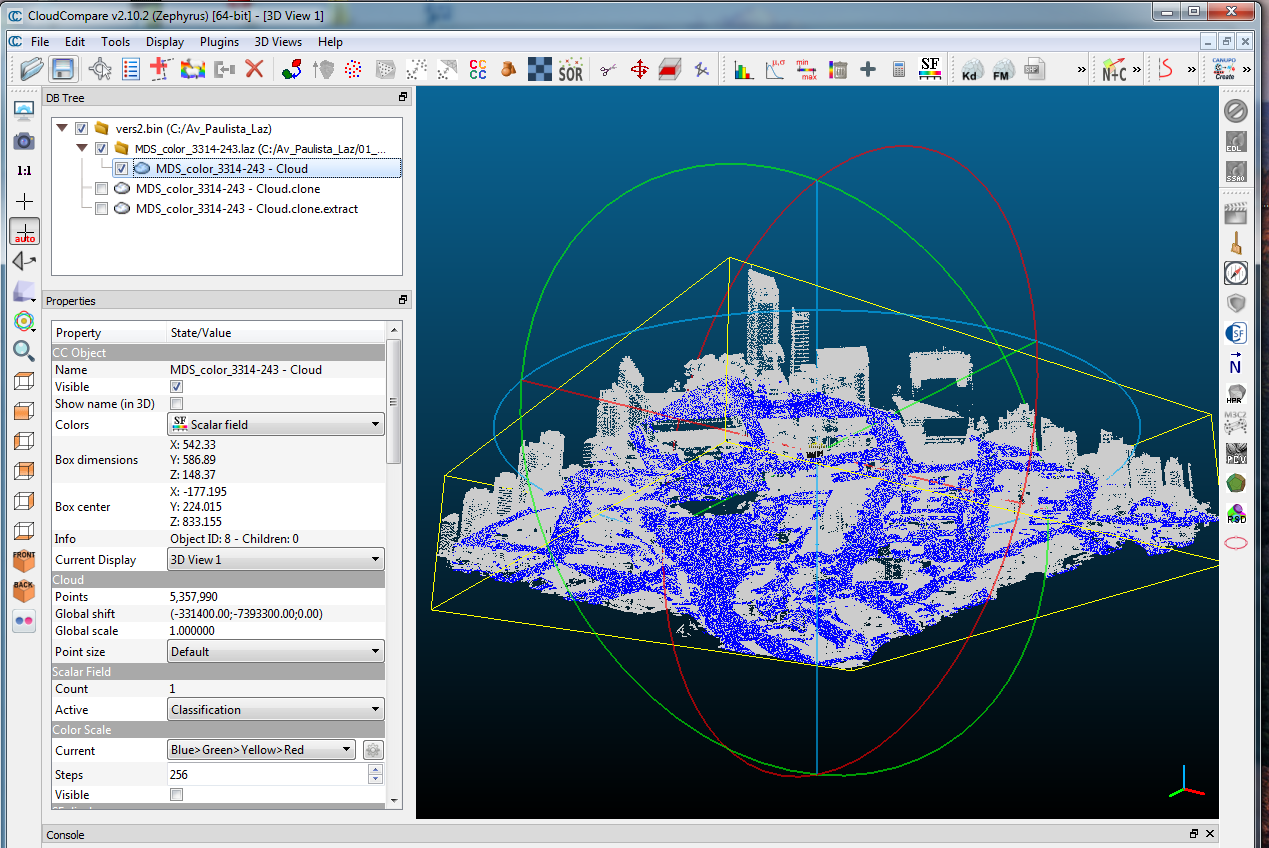 CloudCompare v2.10.2 (Zephyrus) [64-bit] - [3D View 1]
File Edit Tools Display Plugins 3D Views Help
CC CC SOR μ,σ min max SF Kd FM » N+C » » CANUPO Create »
DB Tree
vers2.bin (C:/Av_Paulista_Laz)
MDS_color_3314-243.laz (C:/Av_Paulista_Laz/01_...
MDS_color_3314-243 - Cloud
MDS_color_3314-243 - Cloud.clone
MDS_color_3314-243 - Cloud.clone.extract
1:1
auto
FRONT
BACK
Properties
Property State/Value
CC Object
Name MDS_color_3314-243 - Cloud
Visible
Show name (in 3D)
Colors SF Scalar field
Box dimensions X: 542.33
Y: 586.89
Z: 148.37
Box center X: -177.195
Y: 224.015
Z: 833.155
Info Object ID: 8 - Children: 0
Current Display 3D View 1
Cloud
Points 5,357,990
Global shift (-331400.00;-7393300.00;0.00)
Global scale 1.000000
Point size Default
Scalar Field
Count 1
Active Classification
Color Scale
Current Blue>Green>Yellow>Red
Steps 256
Visible
EDL
SSAO
SF
N
HPR
M3C2
PCV
RSD
Console